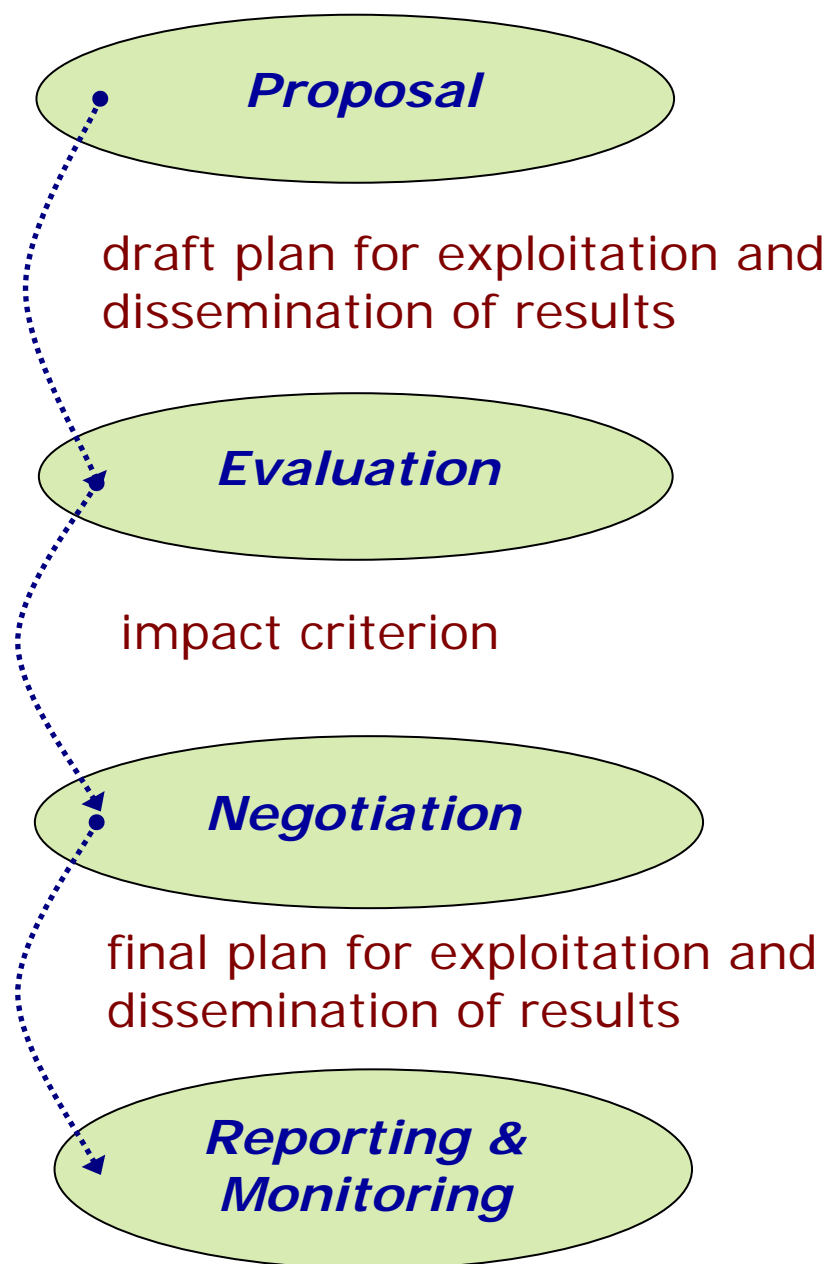 Proposal
draft plan for exploitation and
dissemination of results
Evaluation
impact criterion
Negotiation
final plan for exploitation and
dissemination of results
Reporting &
Monitoring